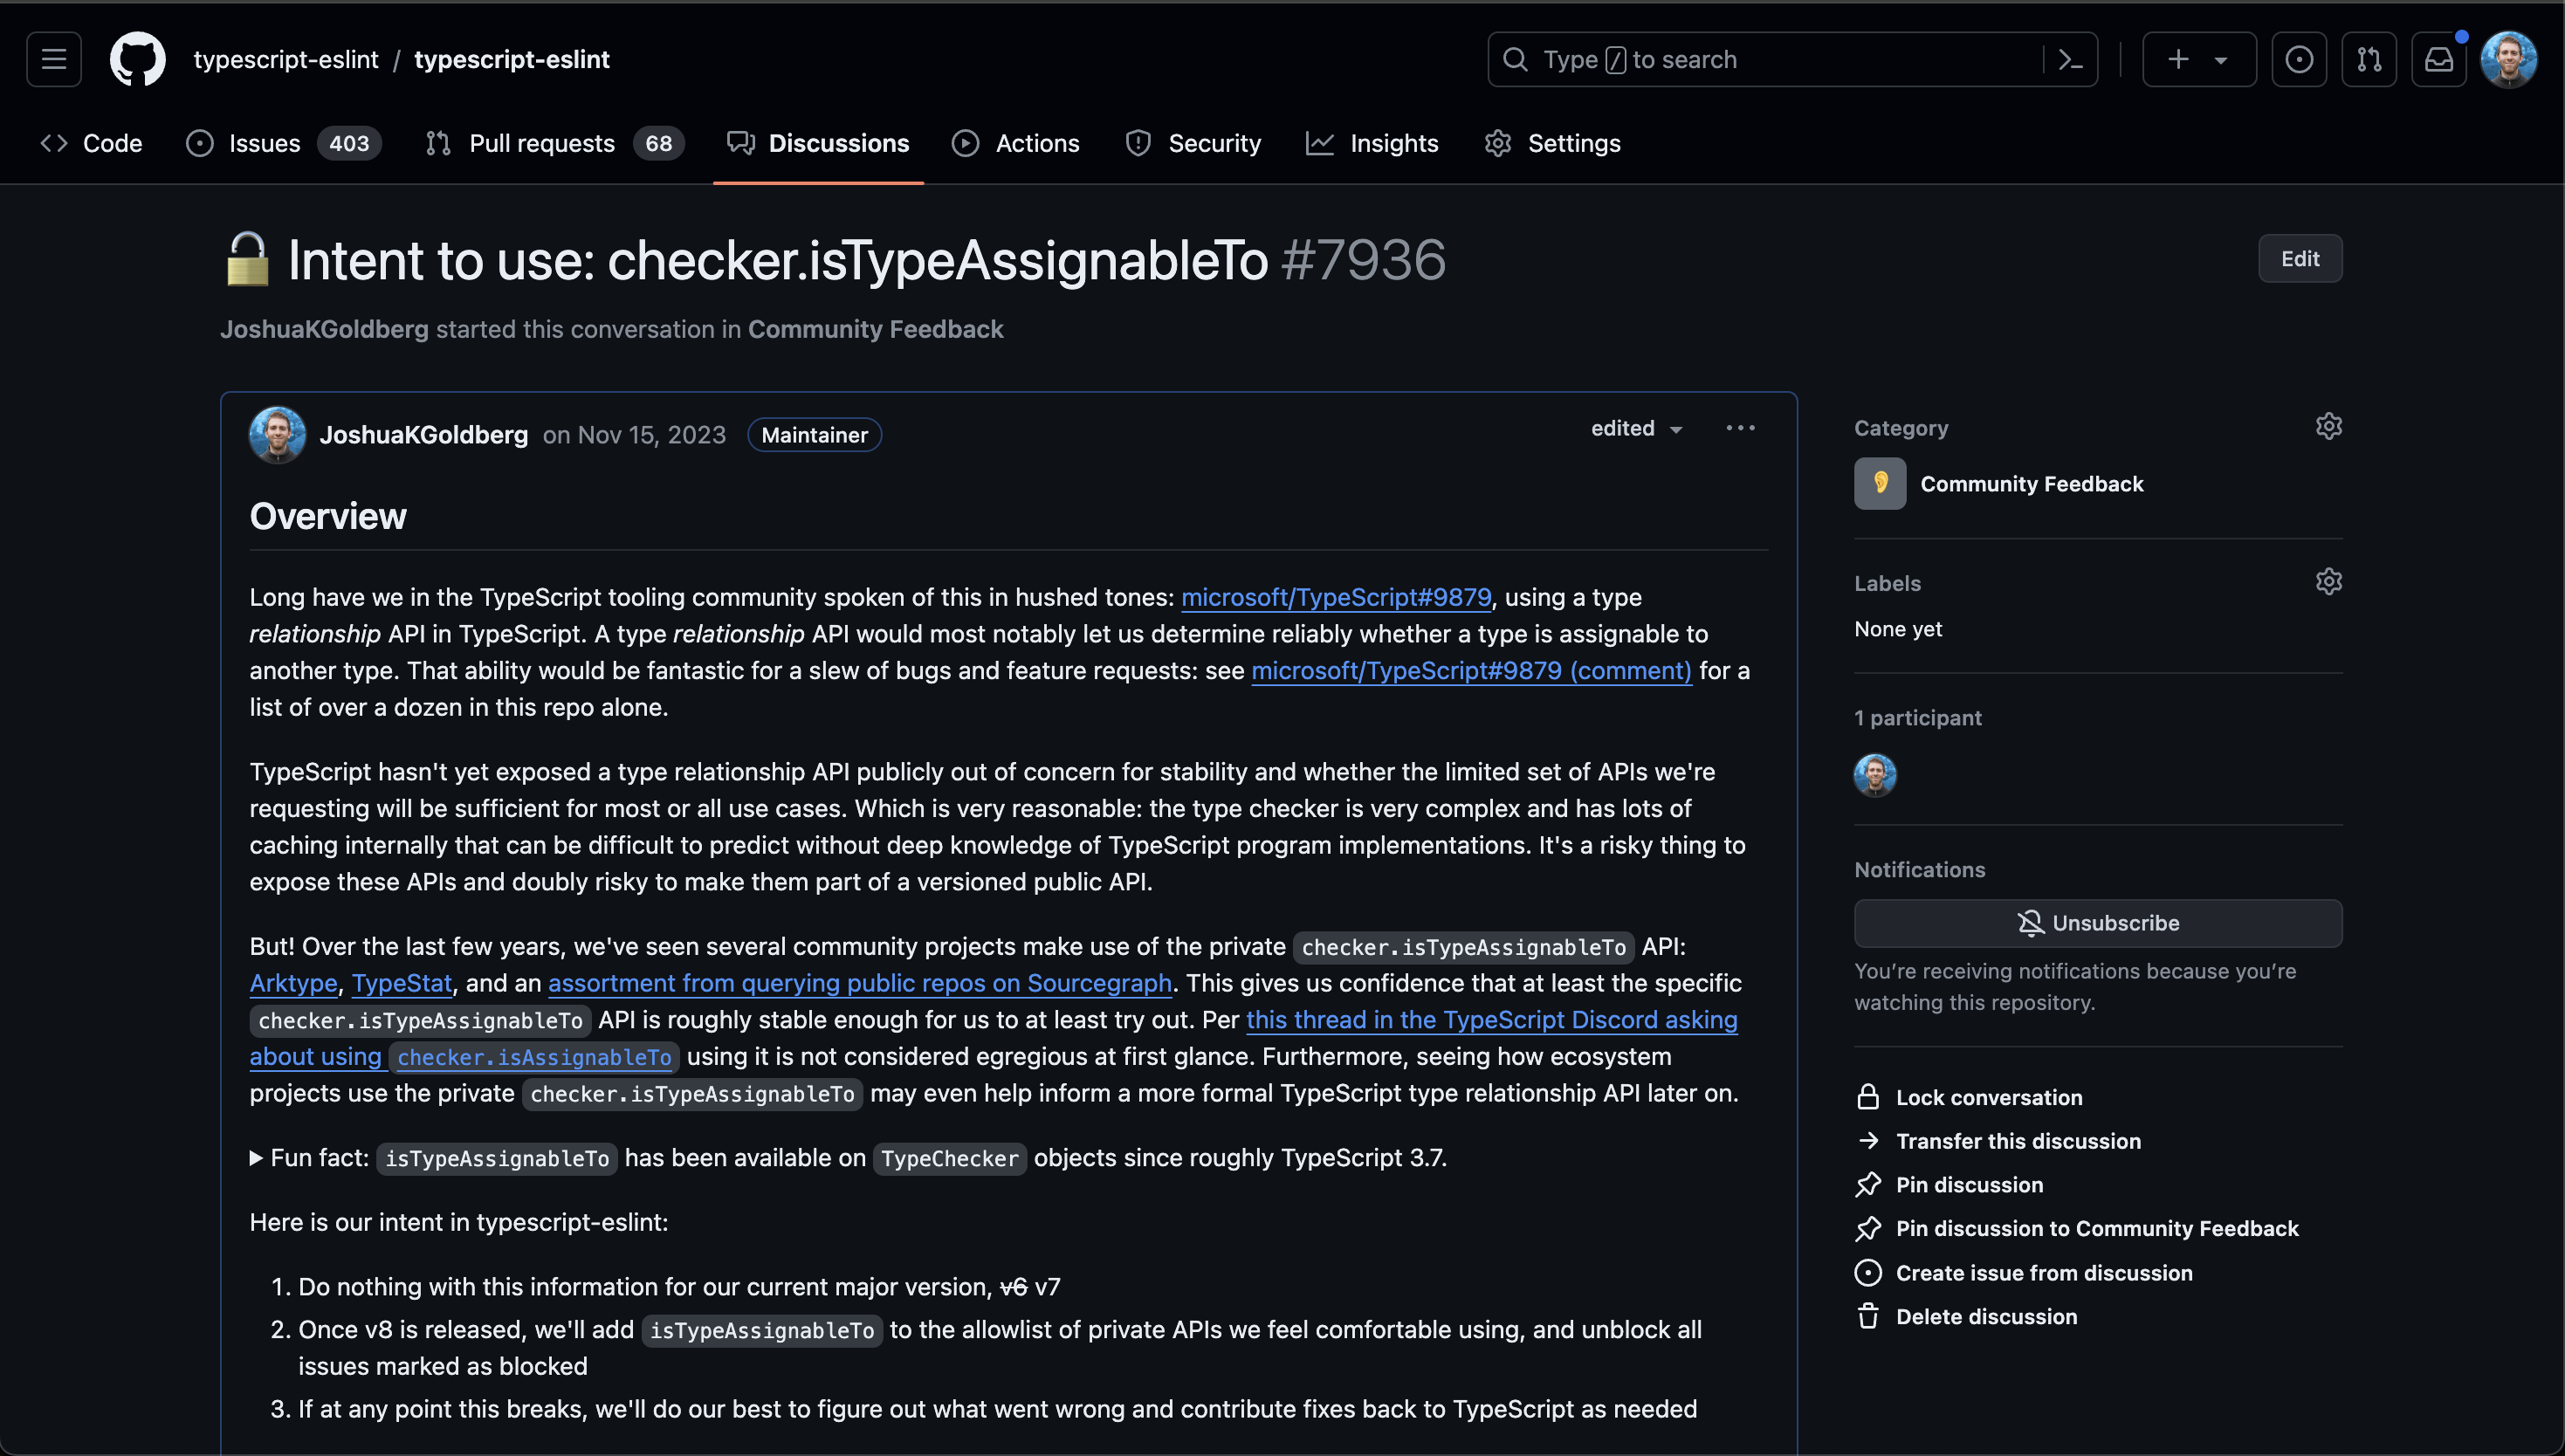 typescript-eslint / typescript-eslint
Type / to search
Code
Issues 403
Pull requests 68
Discussions
Actions
Security
Insights
Settings
🔓 Intent to use: checker.isTypeAssignableTo #7936
Edit
JoshuaKGoldberg started this conversation in Community Feedback
JoshuaKGoldberg on Nov 15, 2023 Maintainer
edited
Overview
Long have we in the TypeScript tooling community spoken of this in hushed tones: microsoft/TypeScript#9879, using a type
relationship API in TypeScript. A type relationship API would most notably let us determine reliably whether a type is assignable to
another type. That ability would be fantastic for a slew of bugs and feature requests: see microsoft/TypeScript#9879 (comment) for a
list of over a dozen in this repo alone.
TypeScript hasn't yet exposed a type relationship API publicly out of concern for stability and whether the limited set of APIs we're
requesting will be sufficient for most or all use cases. Which is very reasonable: the type checker is very complex and has lots of
caching internally that can be difficult to predict without deep knowledge of TypeScript program implementations. It's a risky thing to
expose these APIs and doubly risky to make them part of a versioned public API.
But! Over the last few years, we've seen several community projects make use of the private checker.isTypeAssignableTo API:
Arktype, TypeStat, and an assortment from querying public repos on Sourcegraph. This gives us confidence that at least the specific
checker.isTypeAssignableTo API is roughly stable enough for us to at least try out. Per this thread in the TypeScript Discord asking
about using checker.isAssignableTo using it is not considered egregious at first glance. Furthermore, seeing how ecosystem
projects use the private checker.isTypeAssignableTo may even help inform a more formal TypeScript type relationship API later on.
Fun fact: isTypeAssignableTo has been available on TypeChecker objects since roughly TypeScript 3.7.
Here is our intent in typescript-eslint:
1. Do nothing with this information for our current major version, v6 v7
2. Once v8 is released, we'll add isTypeAssignableTo to the allowlist of private APIs we feel comfortable using, and unblock all
issues marked as blocked
3. If at any point this breaks, we'll do our best to figure out what went wrong and contribute fixes back to TypeScript as needed
Category
Community Feedback
Labels
None yet
1 participant
Notifications
Unsubscribe
You’re receiving notifications because you’re
watching this repository.
Lock conversation
Transfer this discussion
Pin discussion
Pin discussion to Community Feedback
Create issue from discussion
Delete discussion